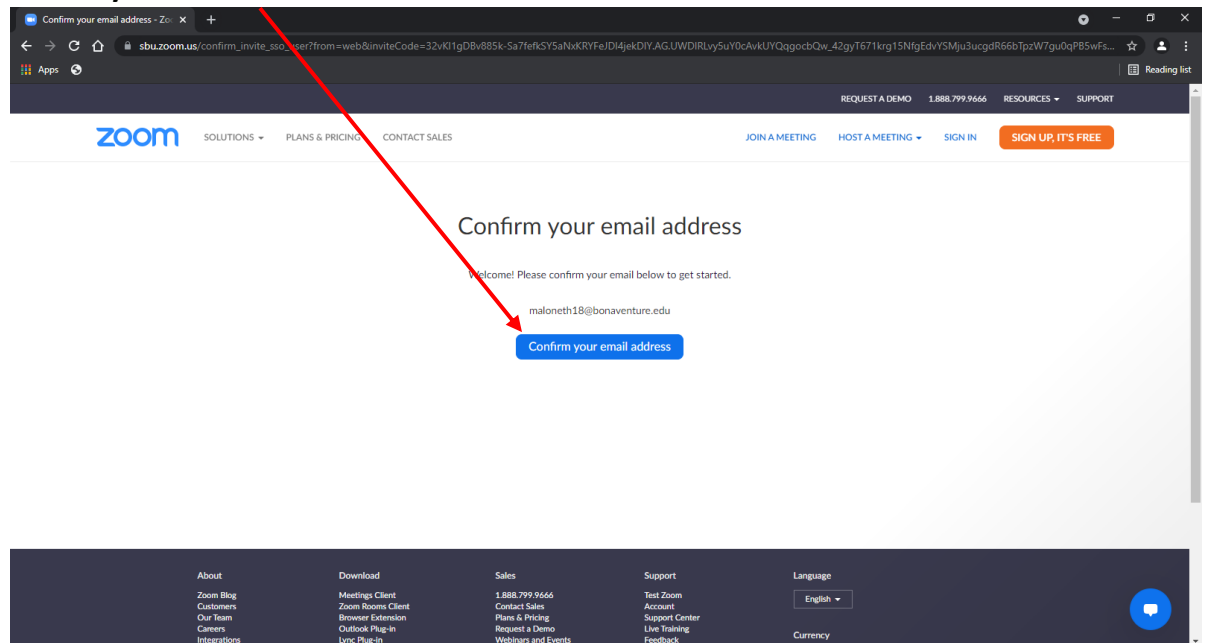 Confirm your email address - Zo
sbu.zoom.us/confirm_invite_sso_user?from=web&inviteCode=
Apps
Reading list
REQUEST A DEMO 1.888.799.9666 RESOURCES SUPPORT
zoom SOLUTIONS PLANS & PRICING CONTACT SALES JOIN A MEETING HOST A MEETING SIGN IN SIGN UP, IT'S FREE
Confirm your email address
Welcome! Please confirm your email below to get started.
maloneth18@bonaventure.edu
Confirm your email address
About Download Sales Support Language
Zoom Blog Meetings Client 1.888.799.9666 Test Zoom English
Customers Zoom Rooms Client Contact Sales Account
Our Team Browser Extension Plans & Pricing Support Center
Careers Outlook Plug-in Request a Demo Live Training
Integrations Lync Plug-in Webinars and Events Feedback Currency